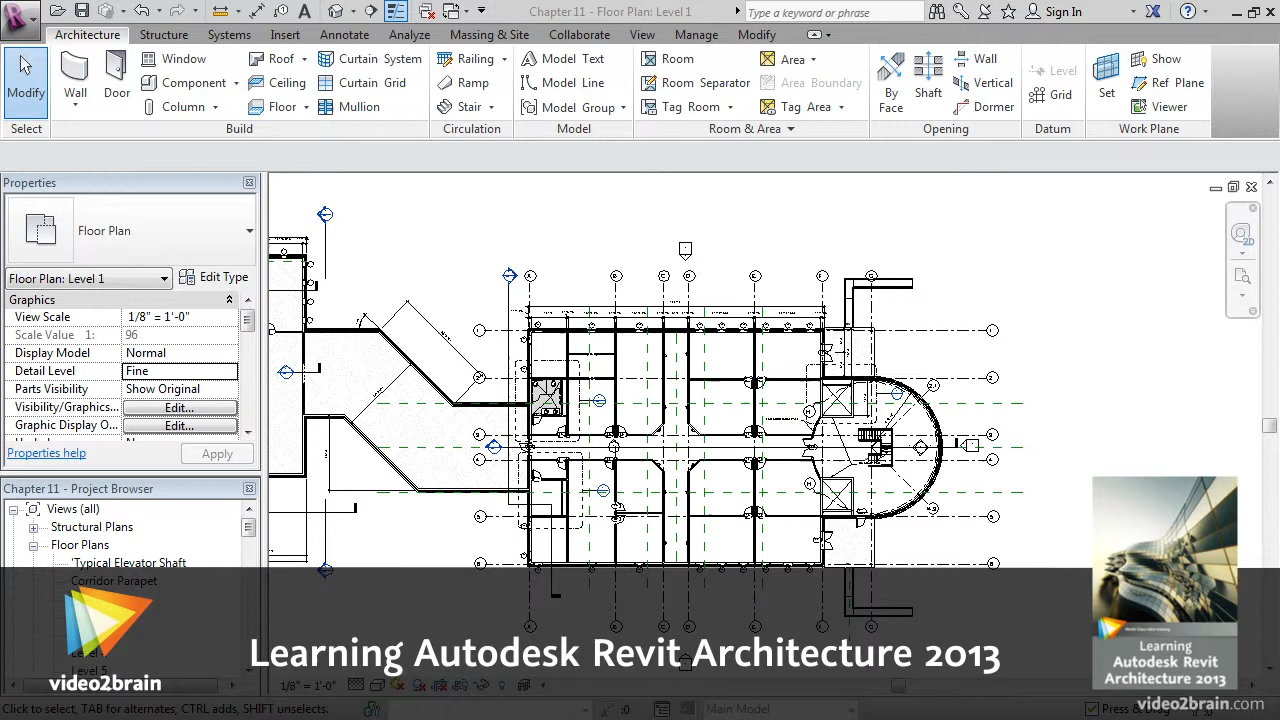 Chapter 11 - Floor Plan: Level 1
Type a keyword or phrase
Sign In
Architecture Structure Systems Insert Annotate Analyze Massing & Site Collaborate View Manage Modify
Modify
Select
Wall
Door
Window
Component
Column
Roof
Ceiling
Floor
Curtain System
Curtain Grid
Mullion
Build
Railing
Ramp
Stair
Circulation
Model Text
Model Line
Model Group
Model
Room
Room Separator
Tag Room
Area
Area Boundary
Tag Area
Room & Area
By
Face
Shaft
Wall
Vertical
Dormer
Opening
Level
Grid
Datum
Set
Show
Ref Plane
Viewer
Work Plane
Properties
Floor Plan
Floor Plan: Level 1
Edit Type
Graphics
View Scale 1/8" = 1'-0"
Scale Value 1: 96
Display Model Normal
Detail Level Fine
Parts Visibility Show Original
Visibility/Graphics... Edit...
Graphic Display O... Edit...
Properties help
Apply
Chapter 11 - Project Browser
Views (all)
Structural Plans
Floor Plans
'Typical Elevator Shaft
Corridor Parapet
Level 5
2D
video2brain
Learning Autodesk Revit Architecture 2013
Learning
Autodesk Revit
Architecture 2013
video2brain.com
1/8" = 1'-0"
Click to select, TAB for alternates, CTRL adds, SHIFT unselects.
:0
Main Model
Press & Drag